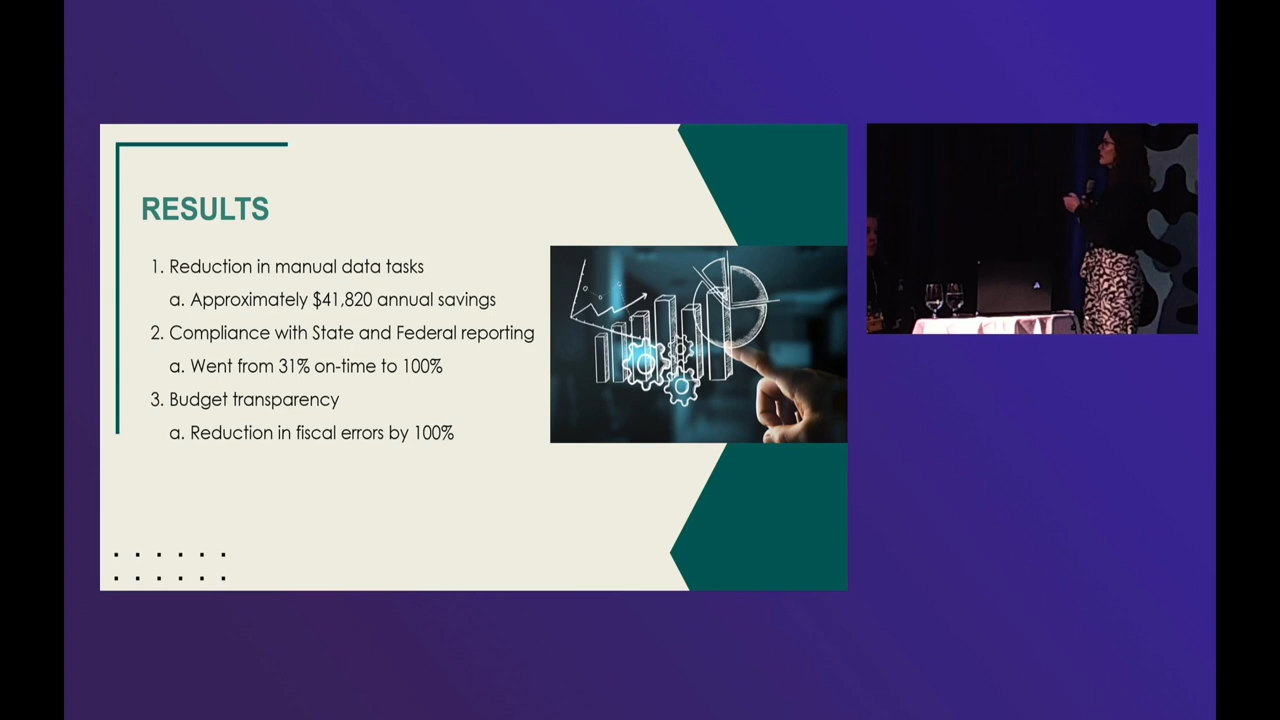 RESULTS
1. Reduction in manual data tasks
a. Approximately $41,820 annual savings
2. Compliance with State and Federal reporting
a. Went from 31% on-time to 100%
3. Budget transparency
a. Reduction in fiscal errors by 100%